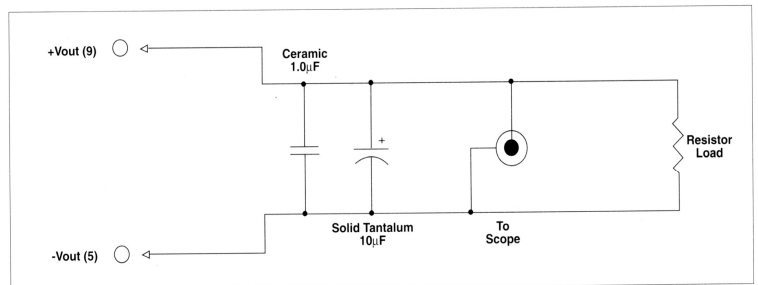 +Vout (9)
Ceramic
1.0µF
+
Resistor
Load
Solid Tantalum
10µF
To
Scope
-Vout (5)